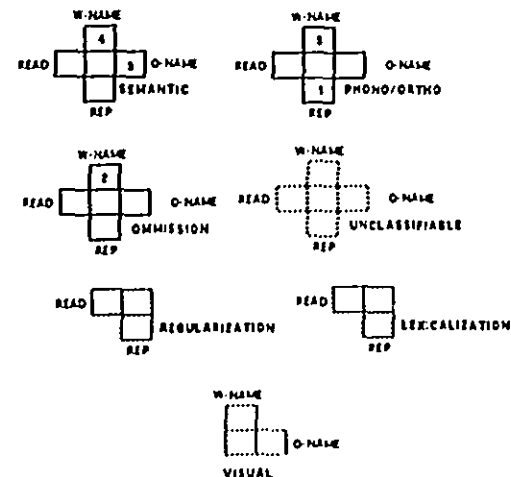 W-NAME W-NAME
4 3
READ 3 O-NAME READ O-NAME
SEMANTIC 1 PHONO/ORTHO
REP REP
W-NAME W-NAME
2
READ O-NAME READ O-NAME
OMMISSION UNCLASSIFIABLE
REP REP
READ READ
REGULARIZATION LEXICALIZATION
REP REP
W-NAME
O-NAME
VISUAL